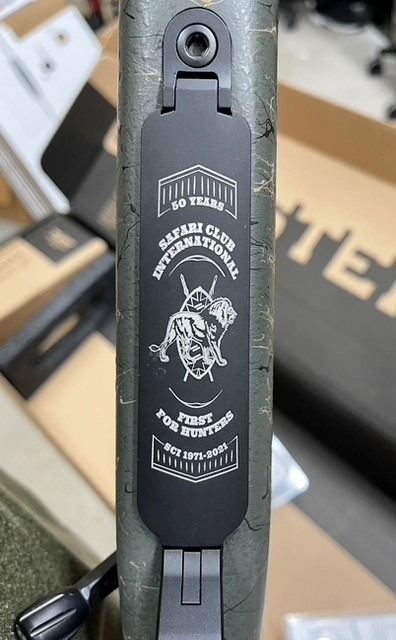 50 YEARS
SAFARI CLUB
INTERNATIONAL
FIRST
FOR HUNTERS
SCI 1971-2021